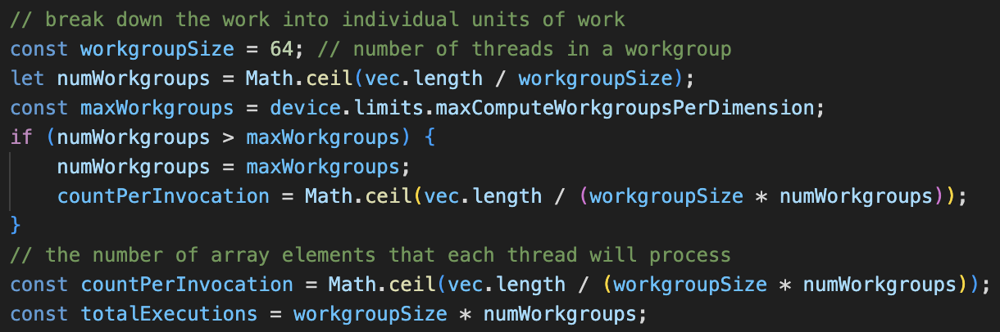 // break down the work into individual units of work
const workgroupSize = 64; // number of threads in a workgroup
let numWorkgroups = Math.ceil(vec.length / workgroupSize);
const maxWorkgroups = device.limits.maxComputeWorkgroupsPerDimension;
if (numWorkgroups > maxWorkgroups) {
    numWorkgroups = maxWorkgroups;
    countPerInvocation = Math.ceil(vec.length / (workgroupSize * numWorkgroups));
}
// the number of array elements that each thread will process
const countPerInvocation = Math.ceil(vec.length / (workgroupSize * numWorkgroups));
const totalExecutions = workgroupSize * numWorkgroups;